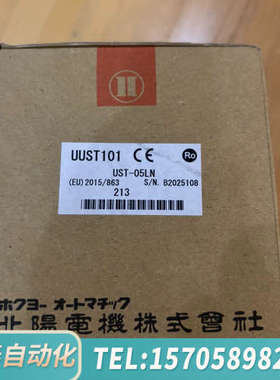 UUST101 CE Ro
UST-05LN
(EU)2015/863 S/N. B2025108
213
ホクヨー オートマチック
北陽電機株式會社
自动化
TEL:1570589882